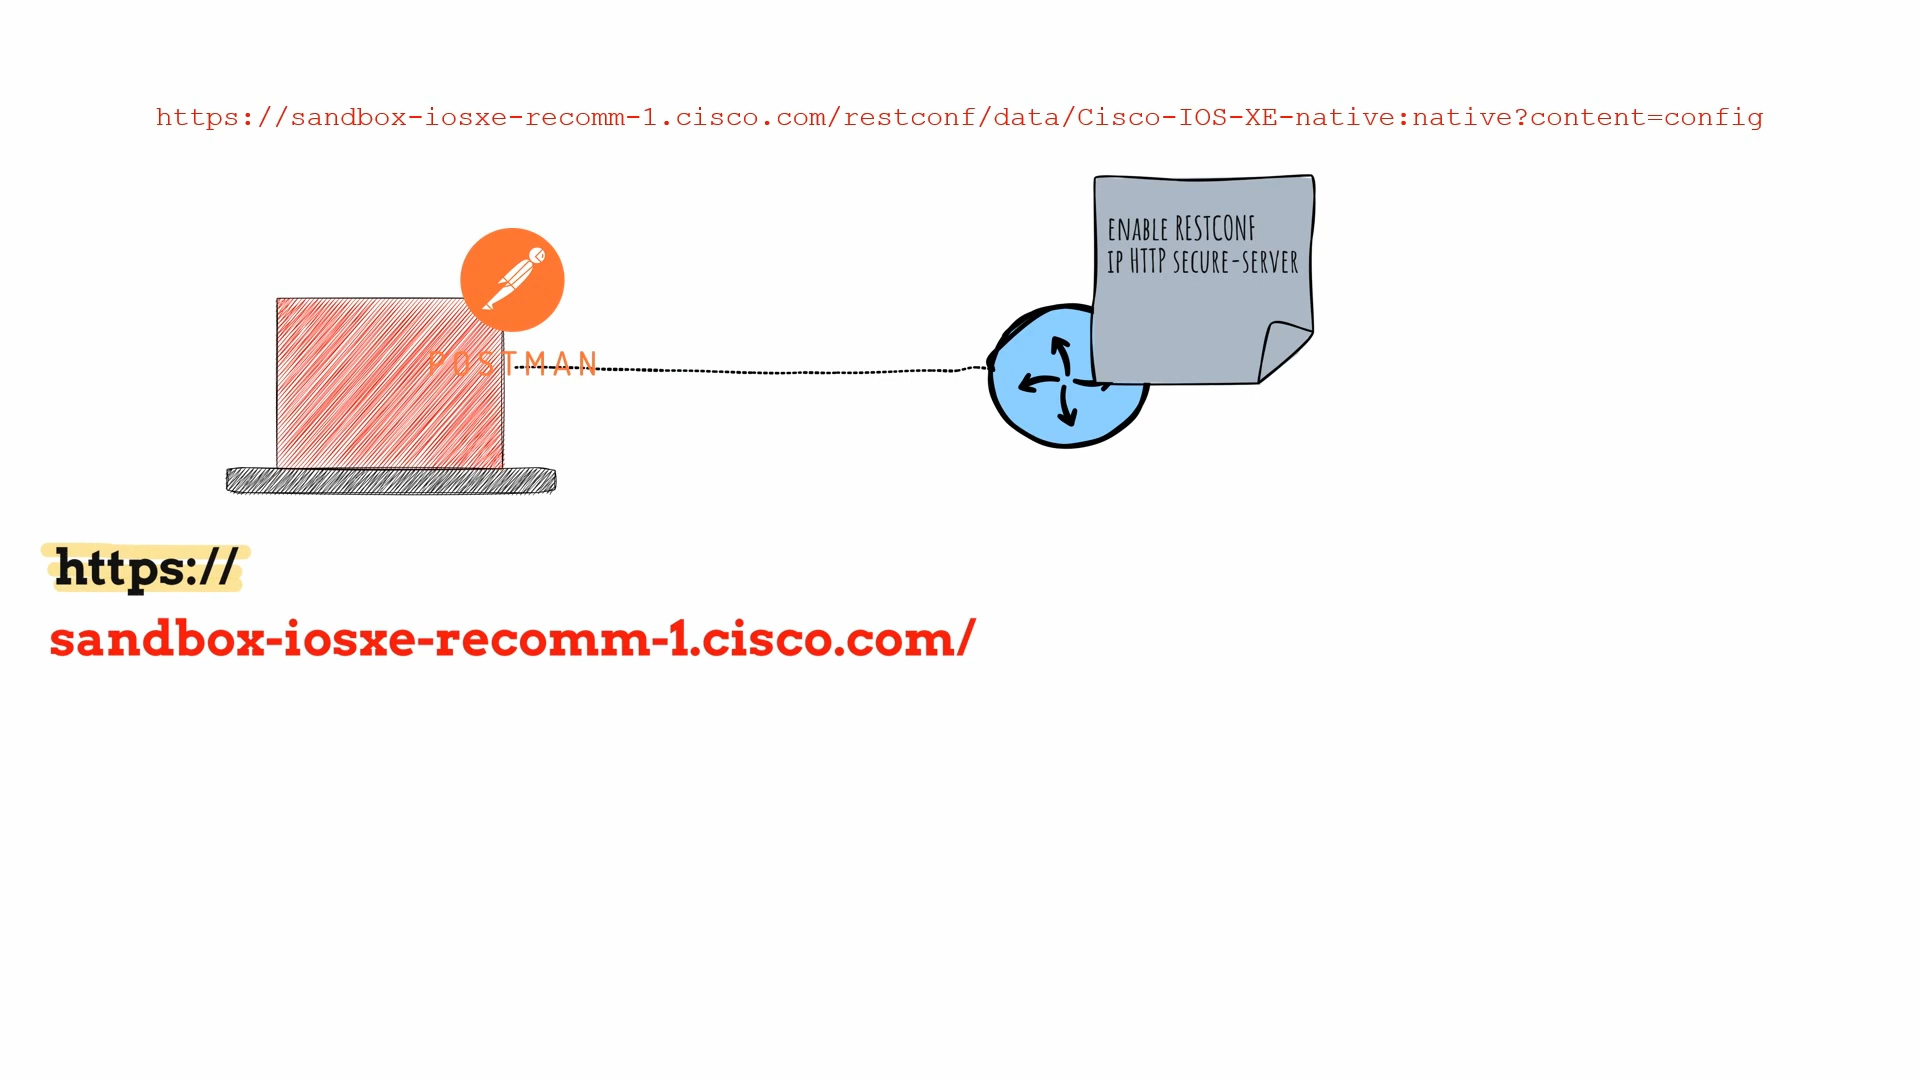 https://sandbox-iosxe-recomm-1.cisco.com/restconf/data/Cisco-IOS-XE-native:native?content=config
ENABLE RESTCONF
IP HTTP SECURE-SERVER
POSTMAN
https://
sandbox-iosxe-recomm-1.cisco.com/